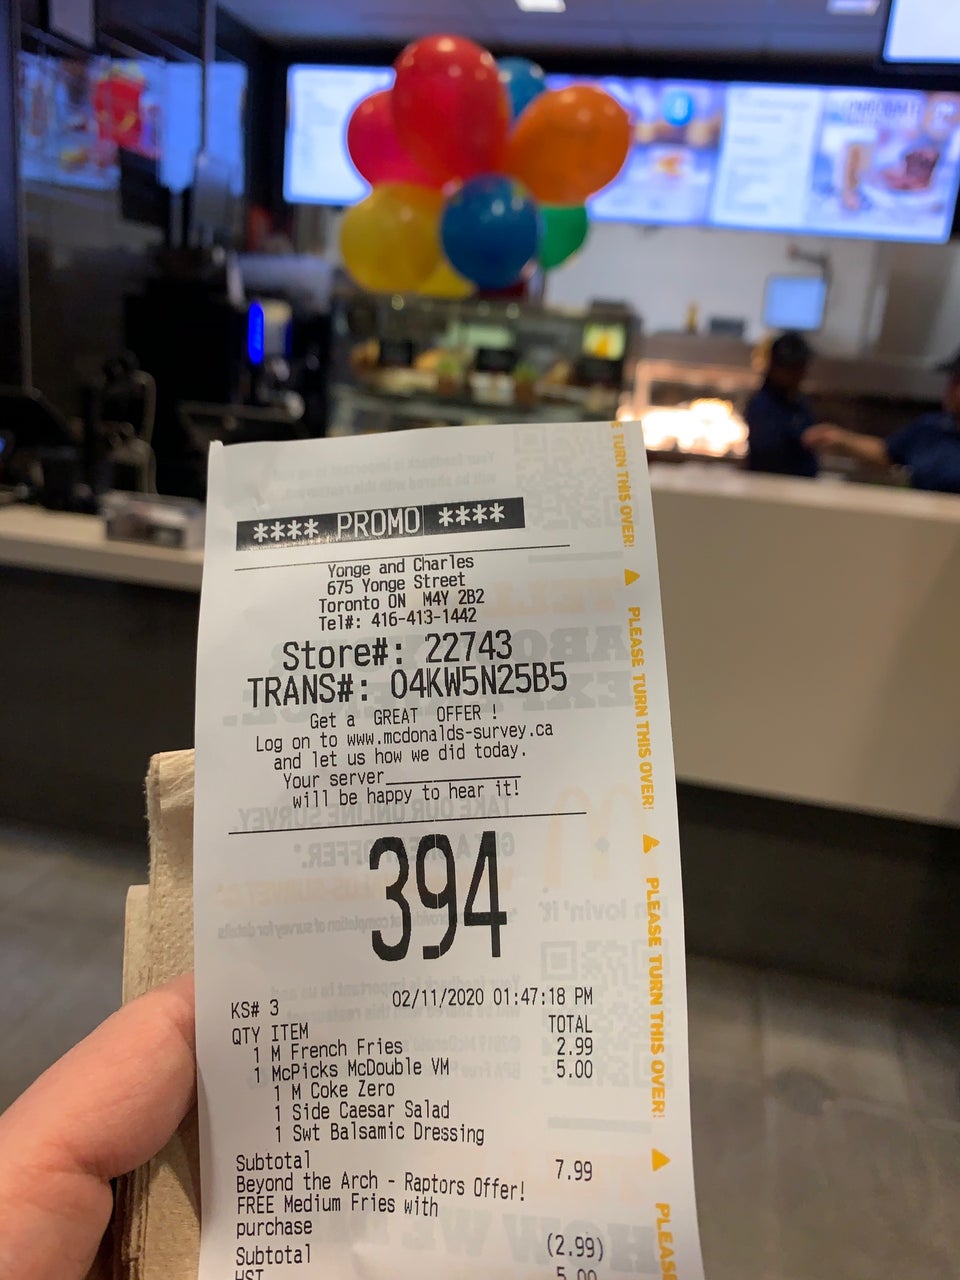 **** PROMO ****
Yonge and Charles
675 Yonge Street
Toronto ON M4Y 2B2
Tel#: 416-413-1442
Store#: 22743
TRANS#: 04KW5N25B5
Get a GREAT OFFER !
Log on to www.mcdonalds-survey.ca
and let us how we did today.
Your server____________
will be happy to hear it!
394
KS# 3 02/11/2020 01:47:18 PM
QTY ITEM TOTAL
1 M French Fries 2.99
1 McPicks McDouble VM 5.00
1 M Coke Zero
1 Side Caesar Salad
1 Swt Balsamic Dressing
Subtotal 7.99
Beyond the Arch - Raptors Offer!
FREE Medium Fries with
purchase (2.99)
Subtotal 5.00
HST
E TURN THIS OVER!
PLEASE TURN THIS OVER!
PLEASE TURN THIS OVER!
PLEAS